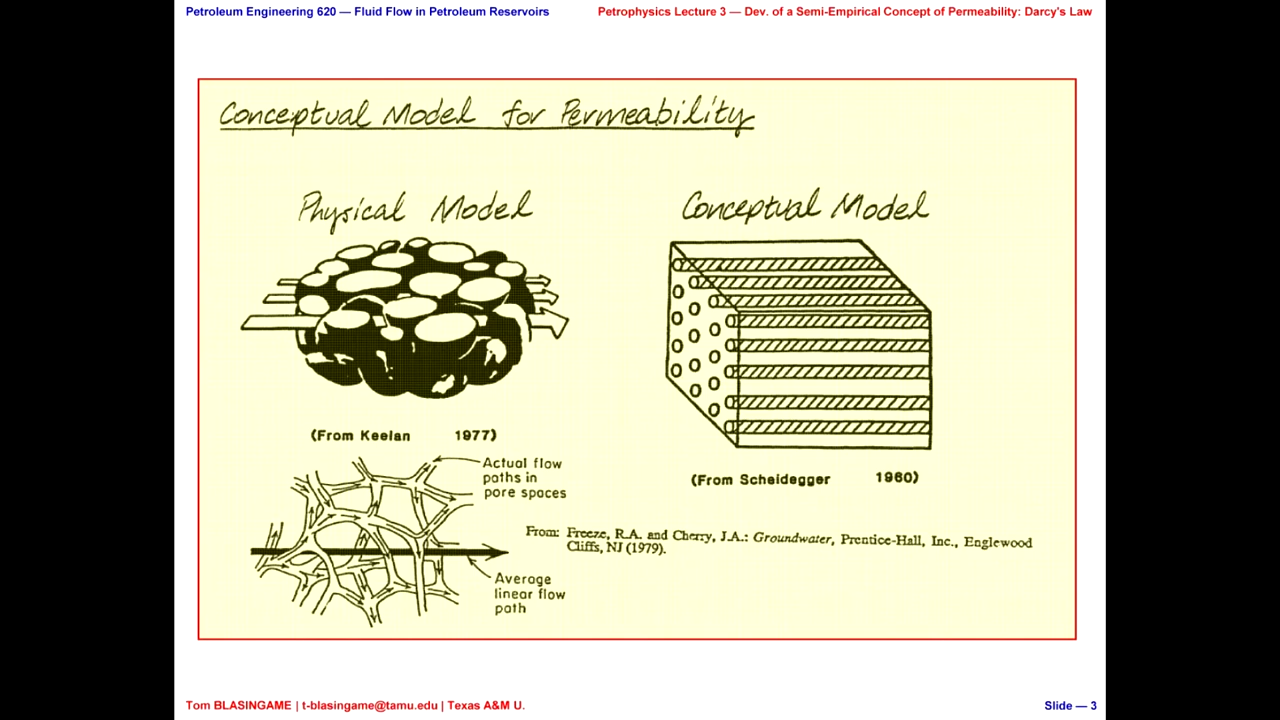 Petroleum Engineering 620 — Fluid Flow in Petroleum Reservoirs
Petrophysics Lecture 3 — Dev. of a Semi-Empirical Concept of Permeability: Darcy's Law
Conceptual Model for Permeability
Physical Model
Conceptual Model
(From Keelan 1977)
(From Scheidegger 1960)
Actual flow
paths in
pore spaces
From: Freeze, R.A. and Cherry, J.A.: Groundwater, Prentice-Hall, Inc., Englewood
Cliffs, NJ (1979).
Average
linear flow
path
Tom BLASINGAME | t-blasingame@tamu.edu | Texas A&M U.
Slide — 3